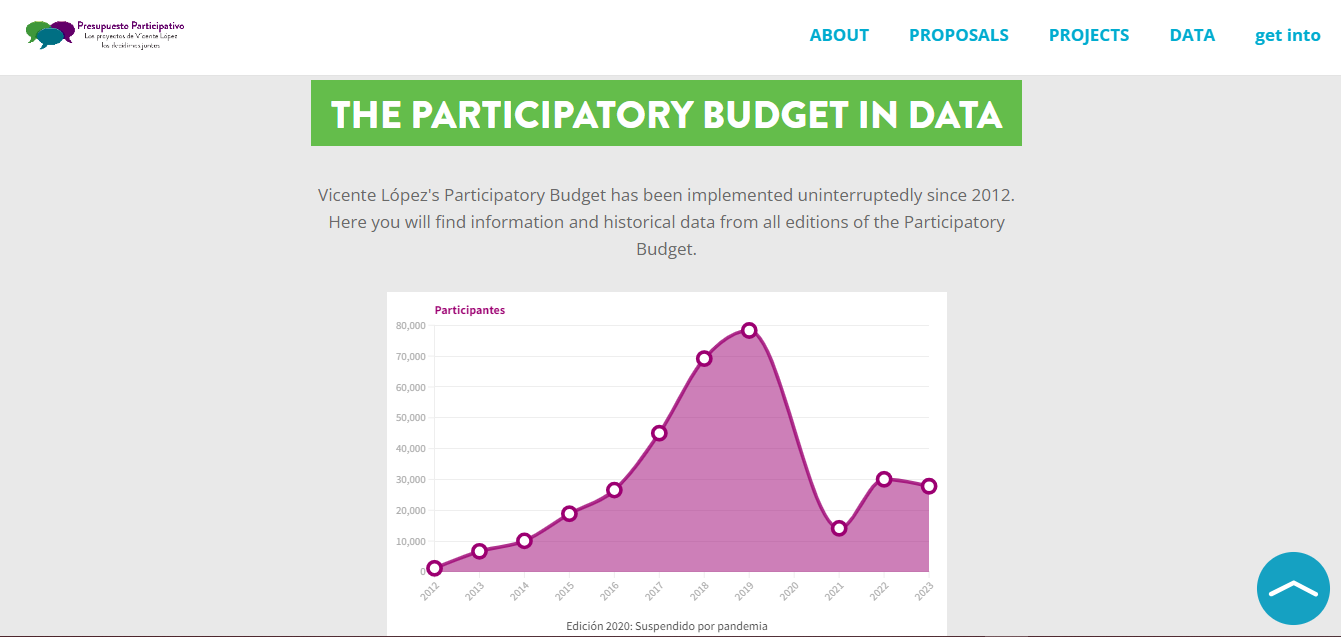 Presupuesto Participativo
Los proyectos de Vicente López
los decidimos juntos
ABOUT PROPOSALS PROJECTS DATA get into
THE PARTICIPATORY BUDGET IN DATA
Vicente López's Participatory Budget has been implemented uninterruptedly since 2012.
Here you will find information and historical data from all editions of the Participatory
Budget.
Participantes
80,000
70,000
60,000
50,000
40,000
30,000
20,000
10,000
0
2012 2013 2014 2015 2016 2017 2018 2019 2020 2021 2022 2023
Edición 2020: Suspendido por pandemia